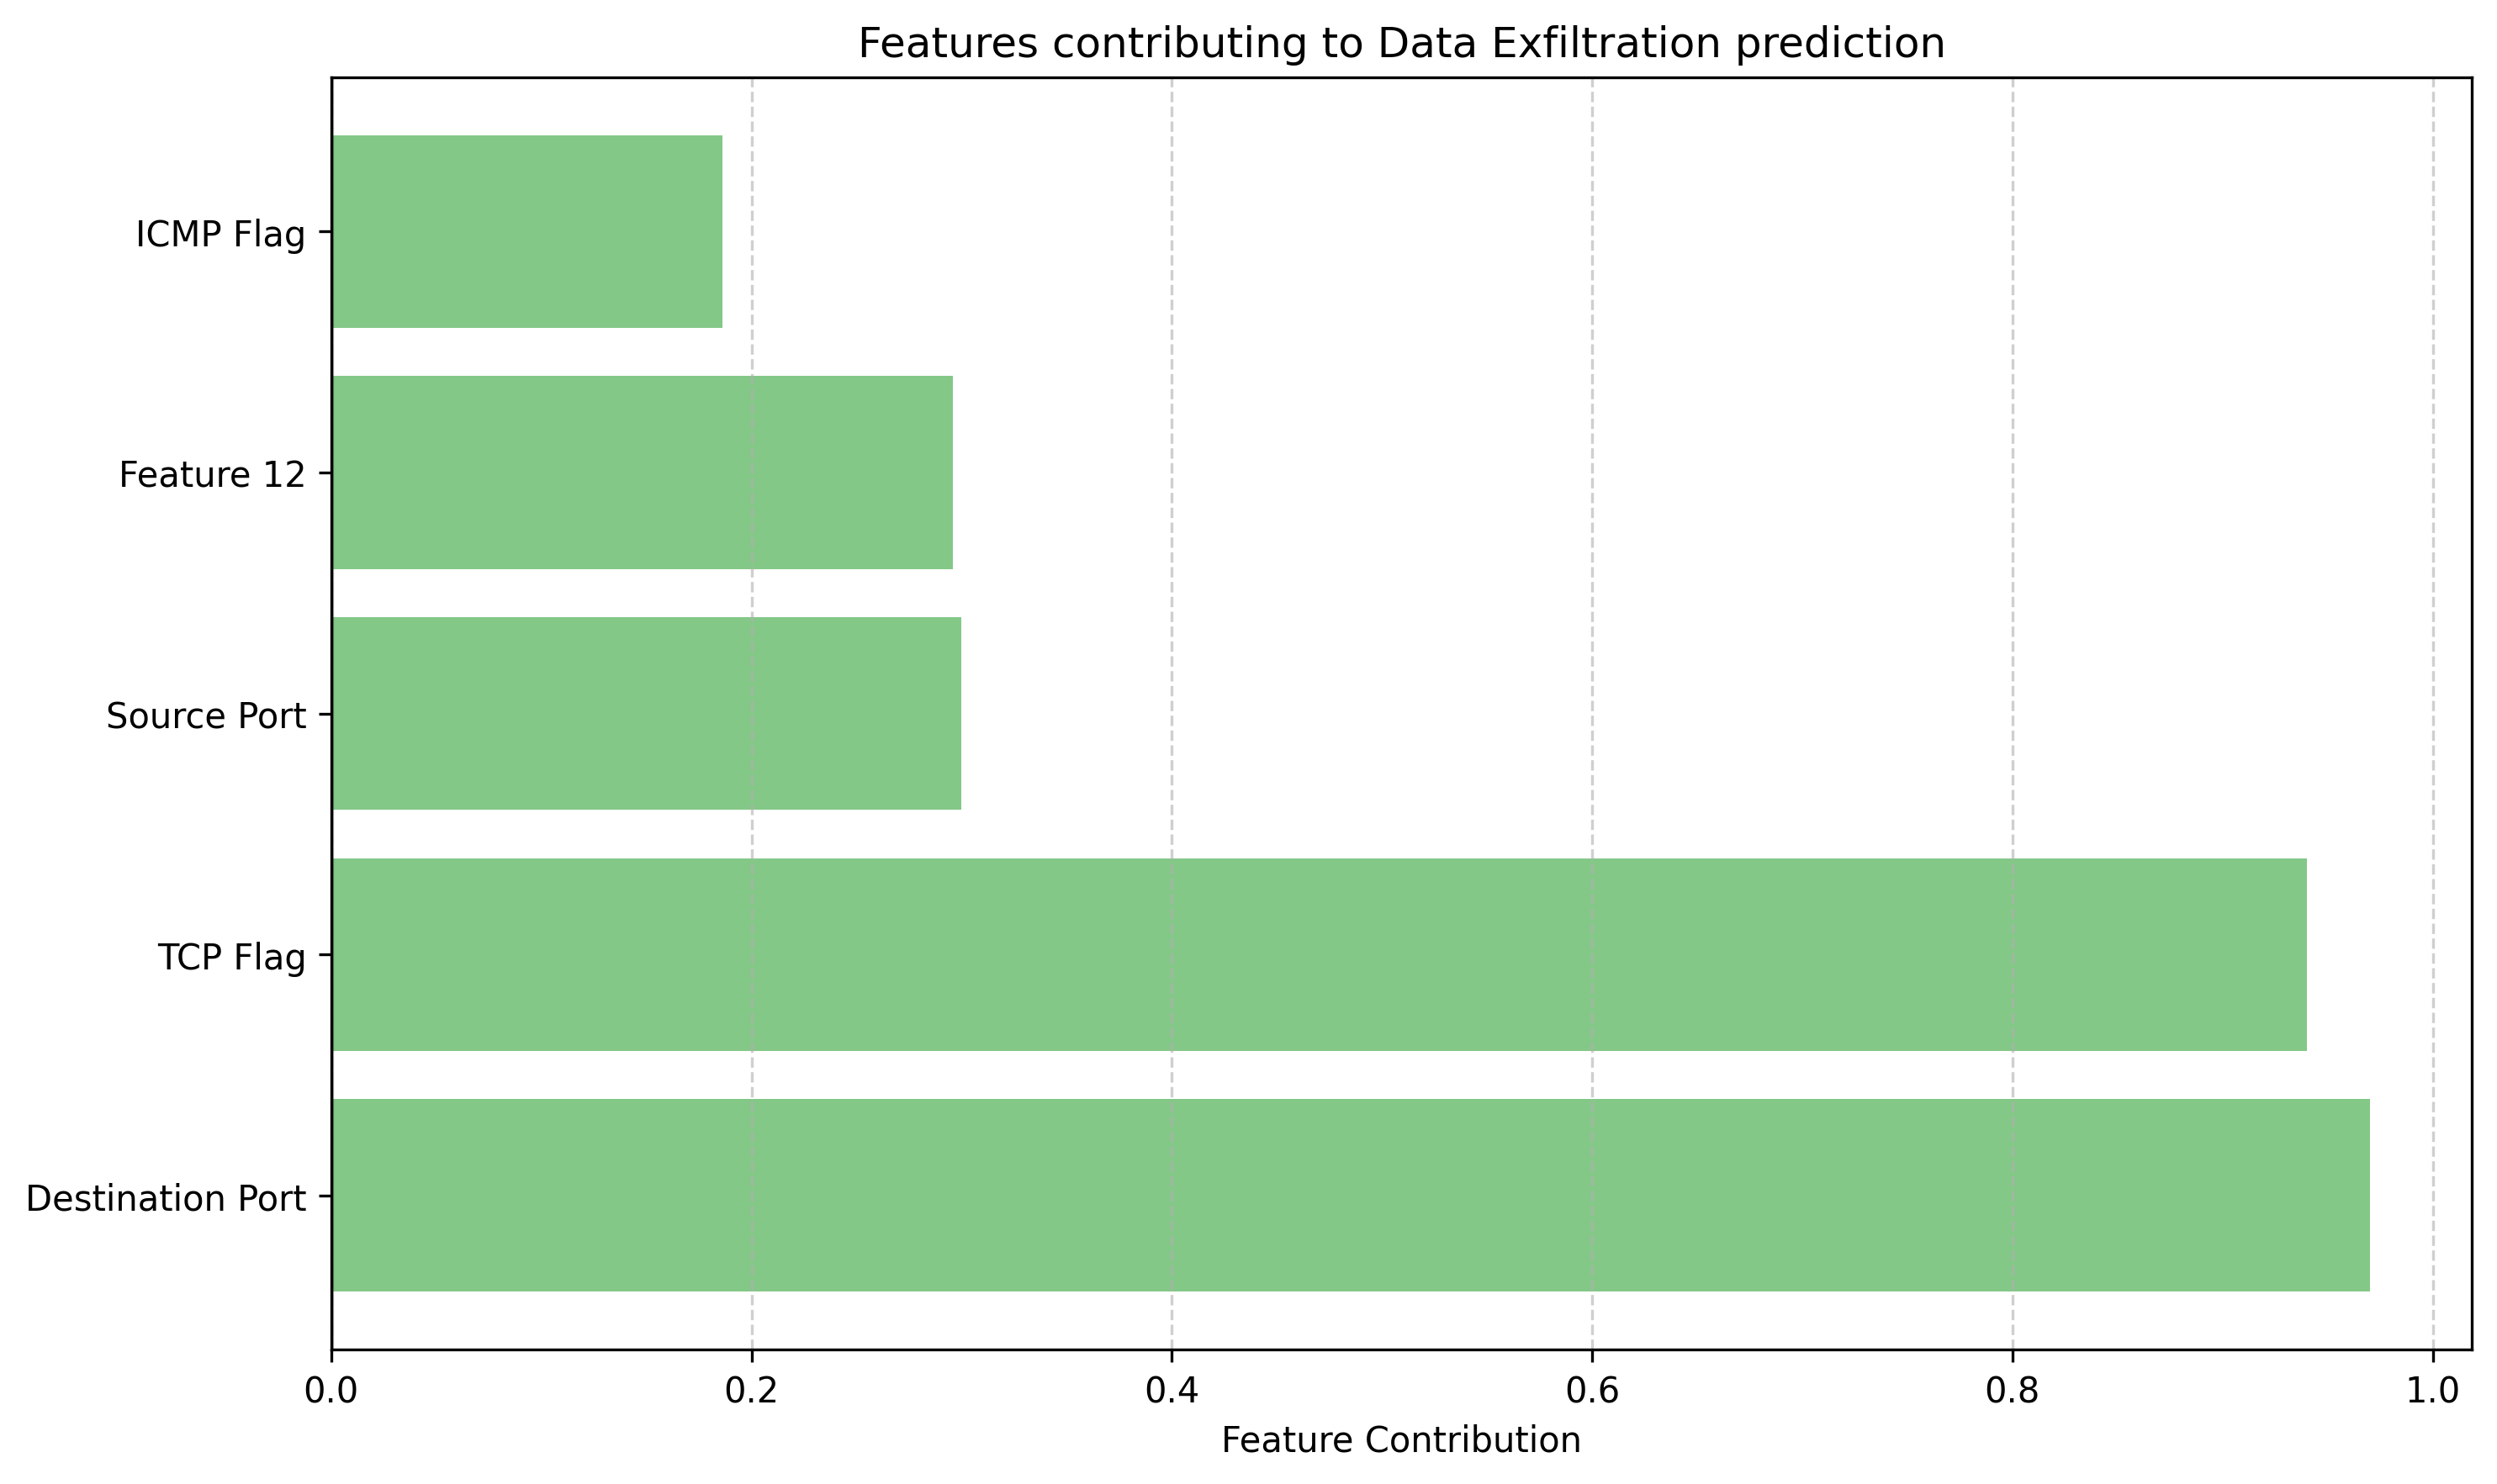 Features contributing to Data Exfiltration prediction
ICMP Flag
Feature 12
Source Port
TCP Flag
Destination Port
0.0 0.2 0.4 0.6 0.8 1.0
Feature Contribution